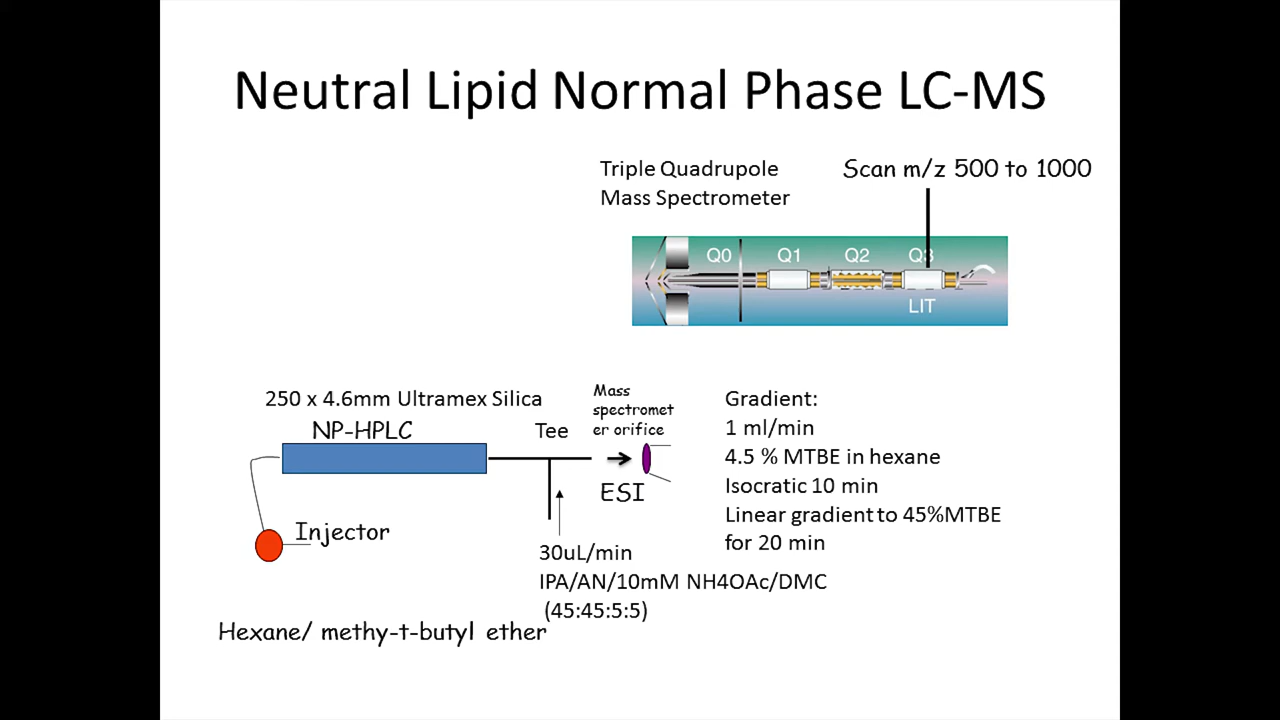 Neutral Lipid Normal Phase LC-MS
Triple Quadrupole
Mass Spectrometer
Scan m/z 500 to 1000
Q0
Q1
Q2
Q3
LIT
250 x 4.6mm Ultramex Silica
NP-HPLC
Tee
Mass
spectromet
er orifice
ESI
Injector
30uL/min
IPA/AN/10mM NH4OAc/DMC
(45:45:5:5)
Hexane/ methy-t-butyl ether
Gradient:
1 ml/min
4.5 % MTBE in hexane
Isocratic 10 min
Linear gradient to 45%MTBE
for 20 min